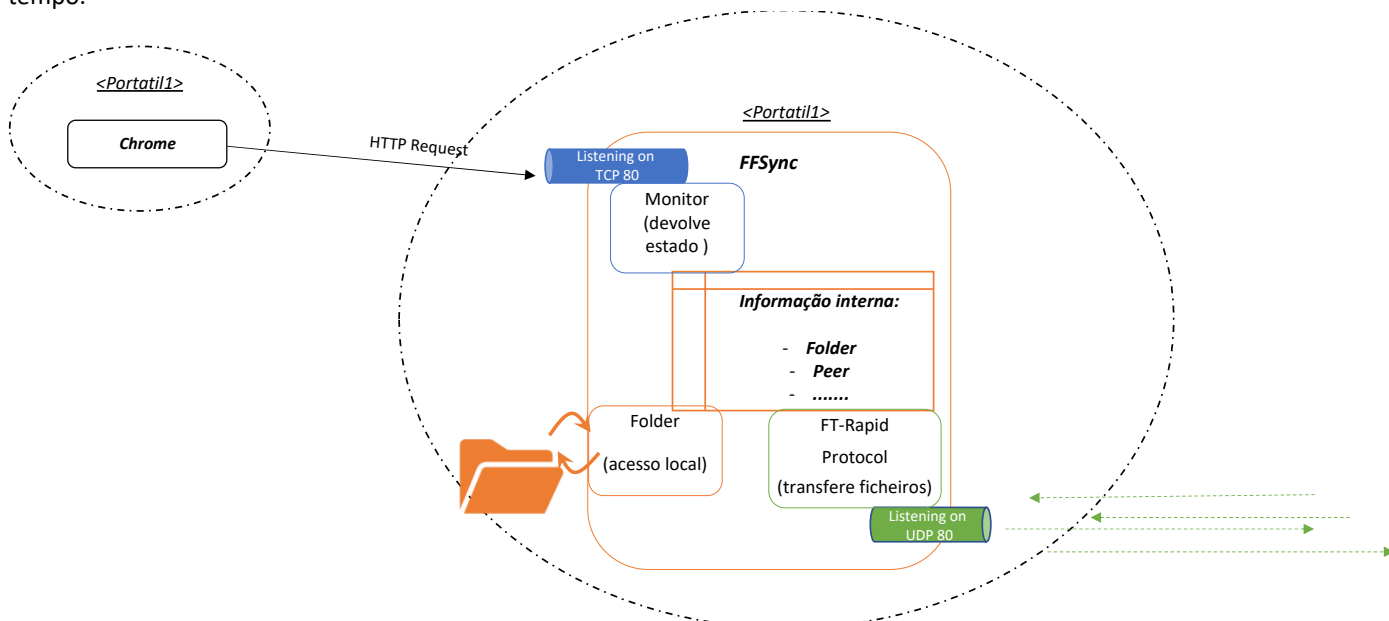 tempo.
<Portatil1>
Chrome
HTTP Request
<Portatil1>
Listening on
TCP 80
FFSync
Monitor
(devolve
estado )
Informação interna:
- Folder
- Peer
- .......
Folder
(acesso local)
FT-Rapid
Protocol
(transfere ficheiros)
Listening on
UDP 80